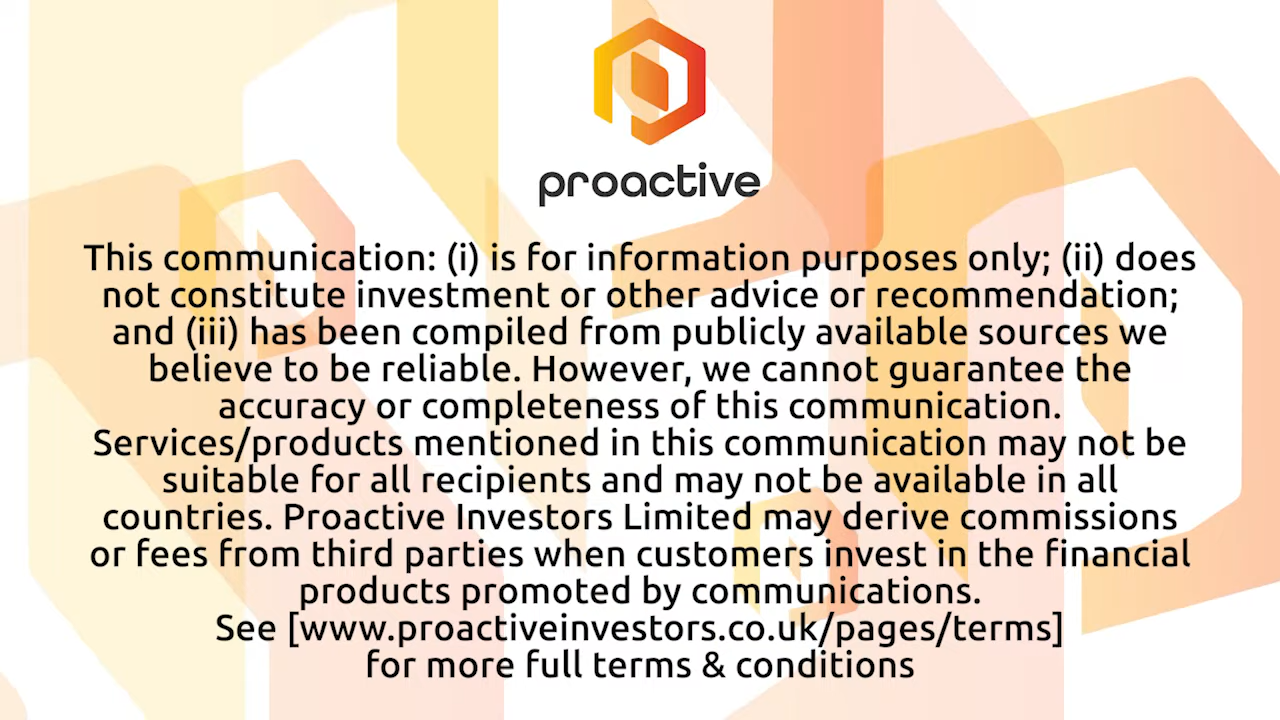 proactive
This communication: (i) is for information purposes only; (ii) does
not constitute investment or other advice or recommendation;
and (iii) has been compiled from publicly available sources we
believe to be reliable. However, we cannot guarantee the
accuracy or completeness of this communication.
Services/products mentioned in this communication may not be
suitable for all recipients and may not be available in all
countries. Proactive Investors Limited may derive commissions
or fees from third parties when customers invest in the financial
products promoted by communications.
See [www.proactiveinvestors.co.uk/pages/terms]
for more full terms & conditions